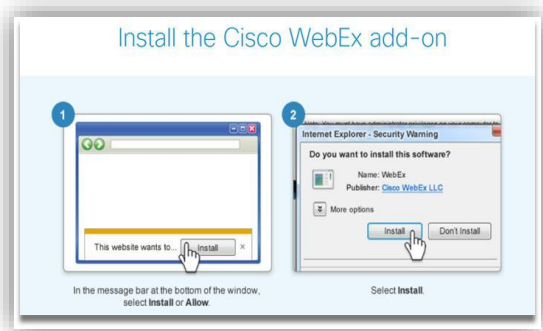 Install the Cisco WebEx add-on
1
This website wants to...
Install
×
In the message bar at the bottom of the window,
select Install or Allow.
2
Internet Explorer - Security Warning
Do you want to install this software?
Name: WebEx
Publisher: Cisco WebEx LLC
More options
Install
Don't Install
Select Install.